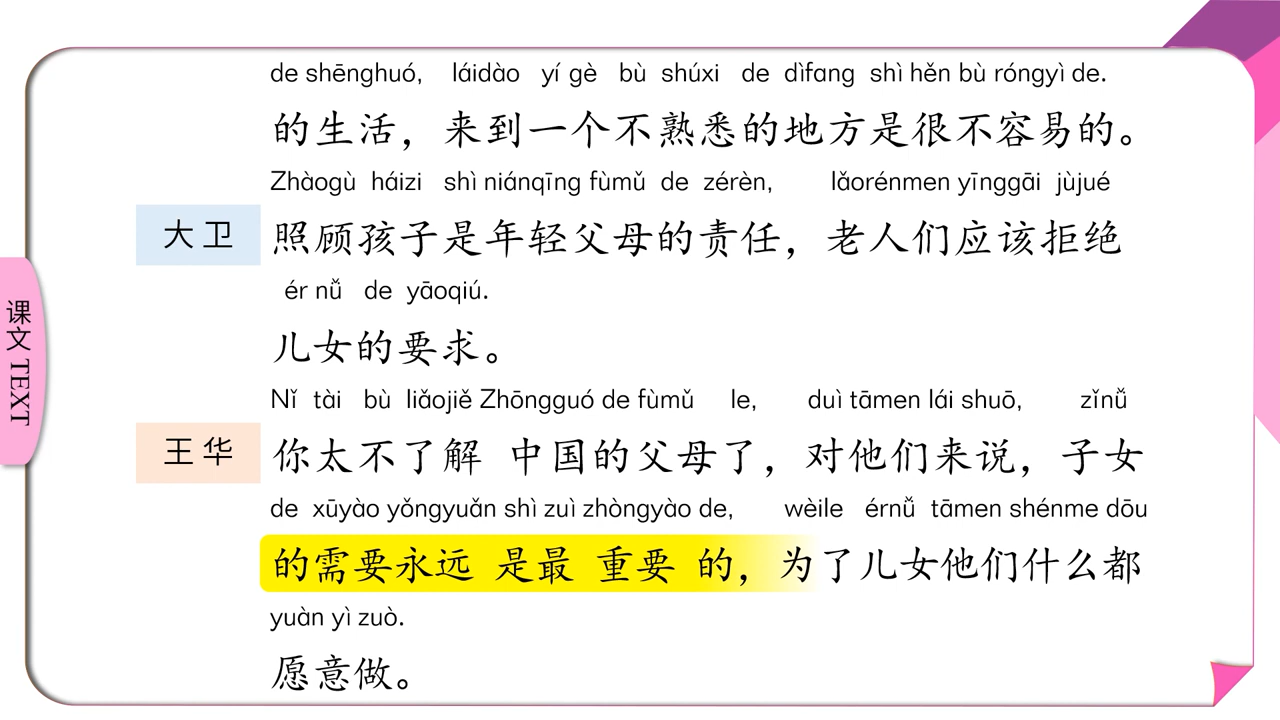 de shēnghuó, láidào yí gè bù shúxi de dìfang shì hěn bù róngyì de.
的生活，来到一个不熟悉的地方是很不容易的。
Zhàogù háizi shì niánqīng fùmǔ de zérèn, lǎorénmen yīnggāi jùjué
大卫 照顾孩子是年轻父母的责任，老人们应该拒绝
ér nǚ de yāoqiú.
儿女的要求。
Nǐ tài bù liǎojiě Zhōngguó de fùmǔ le, duì tāmen lái shuō, zǐnǚ
王华 你太不了解 中国的父母了，对他们来说，子女
de xūyào yǒngyuǎn shì zuì zhòngyào de, wèile érnǚ tāmen shénme dōu
的需要永远 是最 重要 的，为了儿女他们什么都
yuàn yì zuò.
愿意做。
课文 TEXT